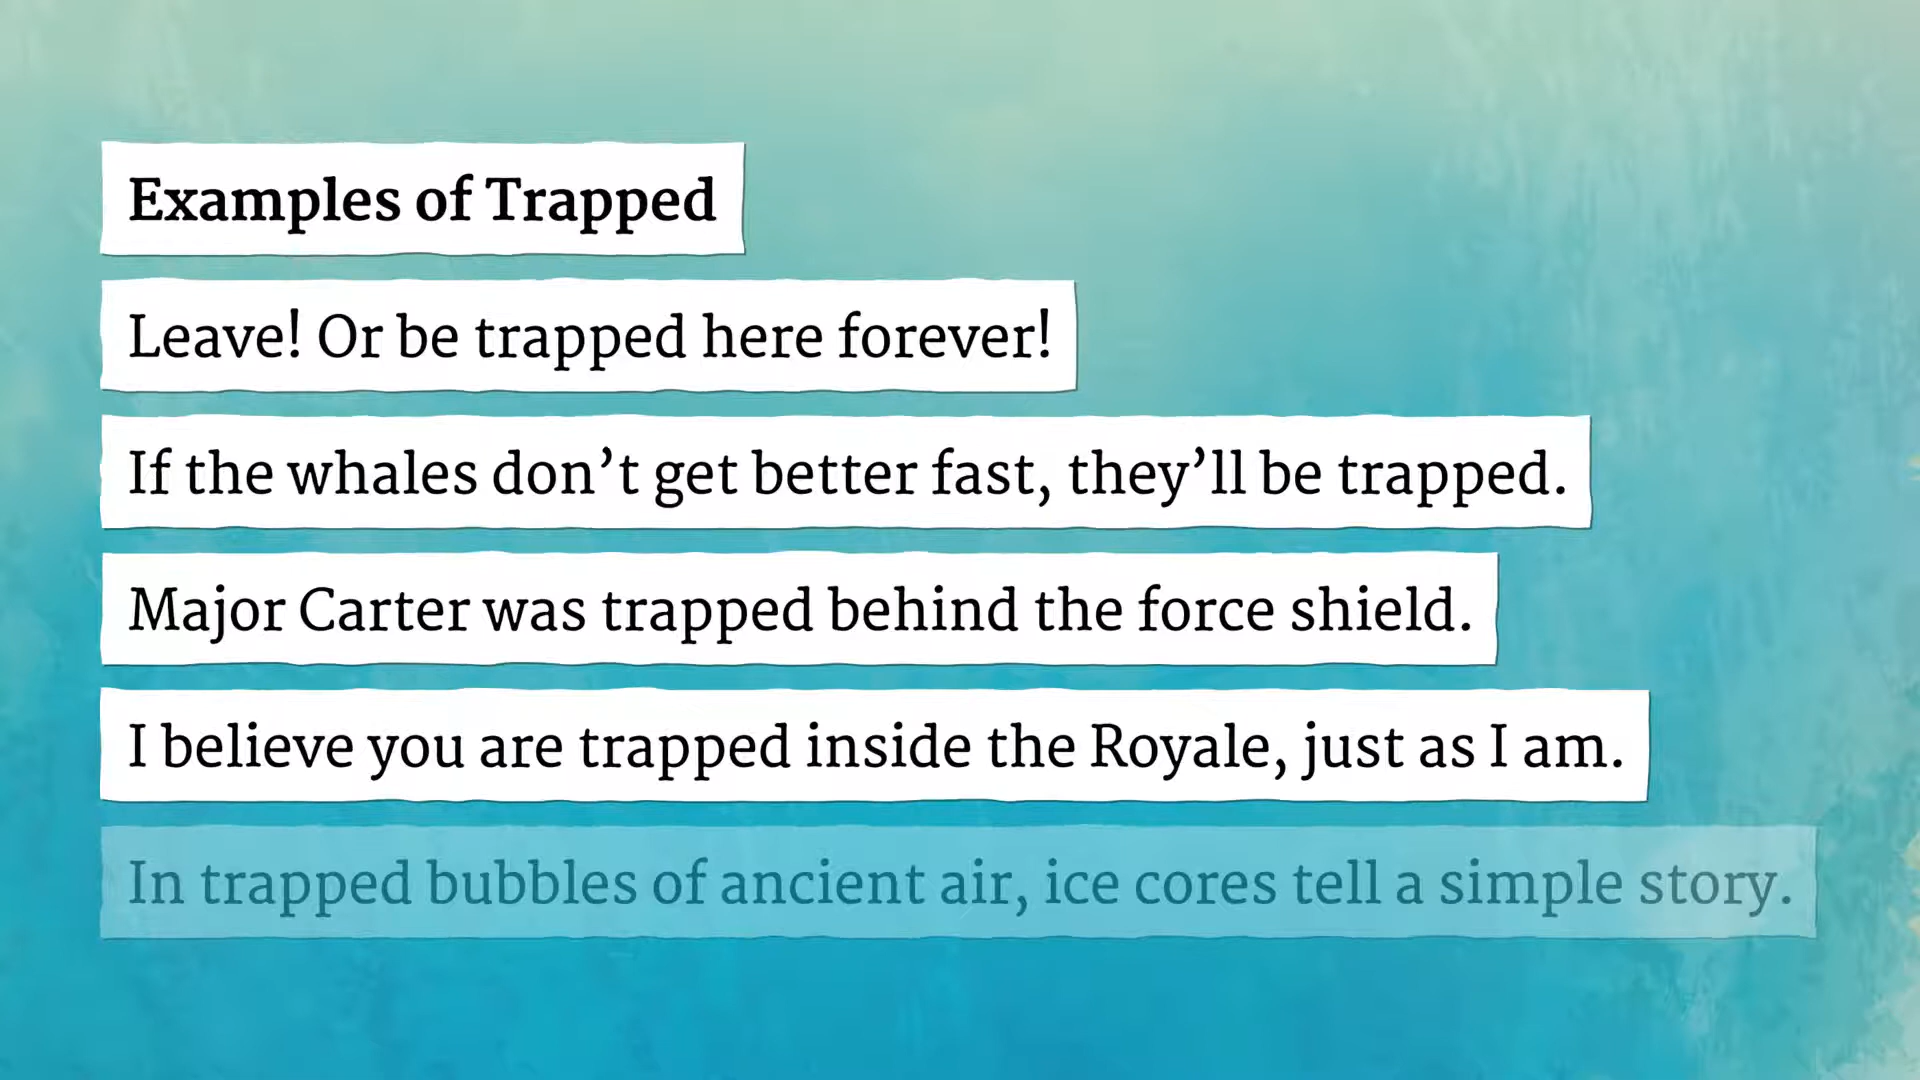 Examples of Trapped
Leave! Or be trapped here forever!
If the whales don’t get better fast, they’ll be trapped.
Major Carter was trapped behind the force shield.
I believe you are trapped inside the Royale, just as I am.
In trapped bubbles of ancient air, ice cores tell a simple story.